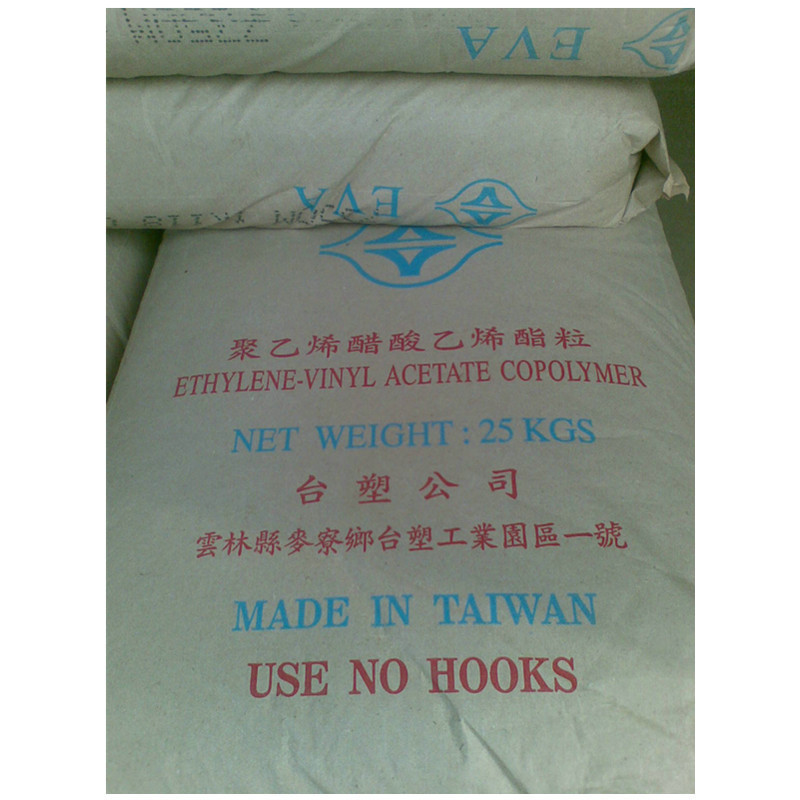 EVA
EVA
聚乙烯醋酸乙烯酯粒
ETHYLENE-VINYL ACETATE COPOLYMER
NET WEIGHT : 25 KGS
台塑公司
雲林縣麥寮鄉台塑工業園區一號
MADE IN TAIWAN
USE NO HOOKS